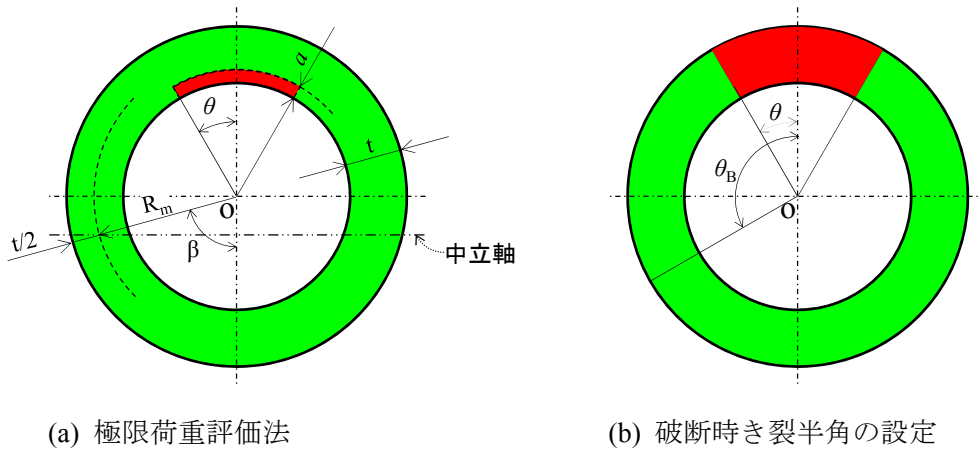 a
θ
t
R_m
O
t/2
β
中立軸
(a) 極限荷重評価法
θ
θ_B
O
(b) 破断時き裂半角の設定